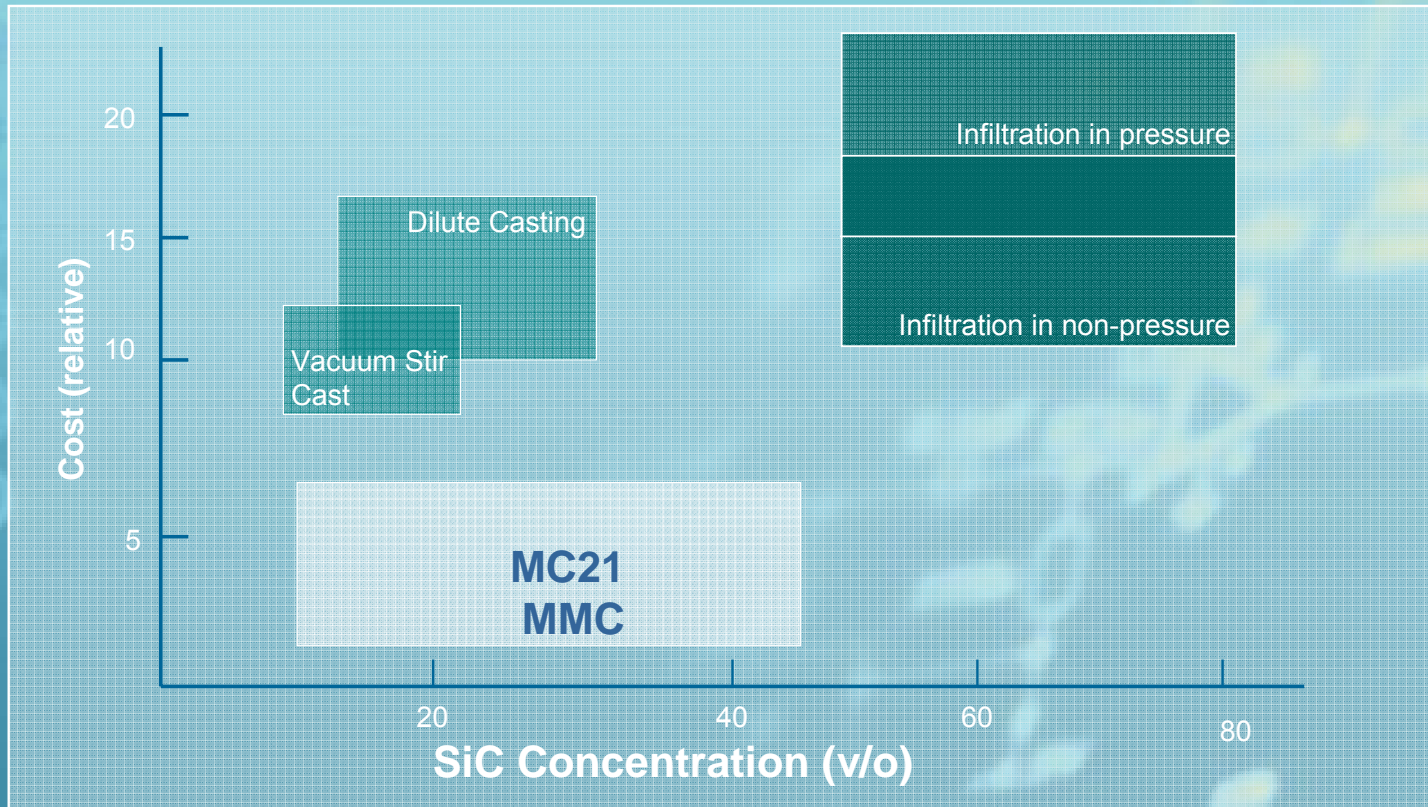 20
Infiltration in pressure
Dilute Casting
15
Infiltration in non-pressure
10
Vacuum Stir
Cast
Cost (relative)
5
MC21
MMC
20
40
60
80
SiC Concentration (v/o)